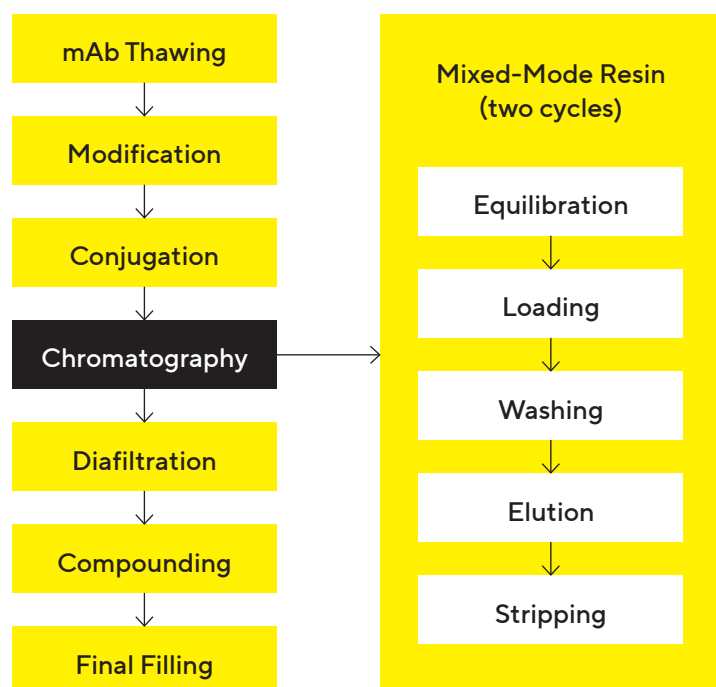 mAb Thawing
Modification
Conjugation
Chromatography
Diafiltration
Compounding
Final Filling
Mixed-Mode Resin
(two cycles)
Equilibration
Loading
Washing
Elution
Stripping